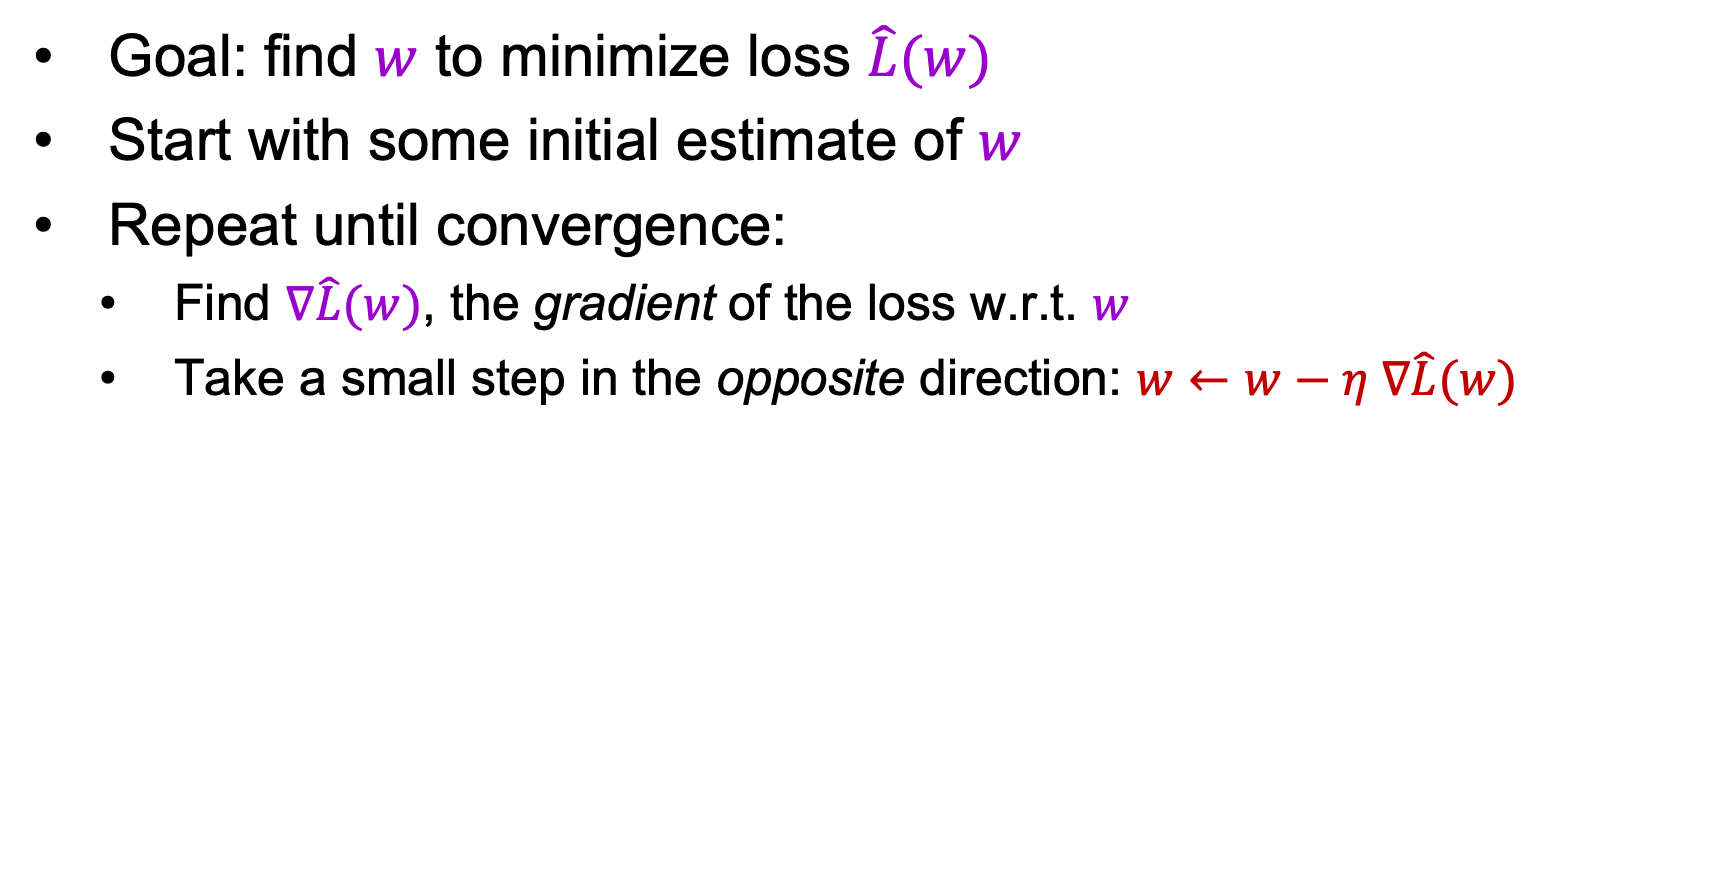 • Goal: find w to minimize loss L̂(w)
• Start with some initial estimate of w
• Repeat until convergence:
• Find ∇L̂(w), the gradient of the loss w.r.t. w
• Take a small step in the opposite direction: w ← w − η ∇L̂(w)